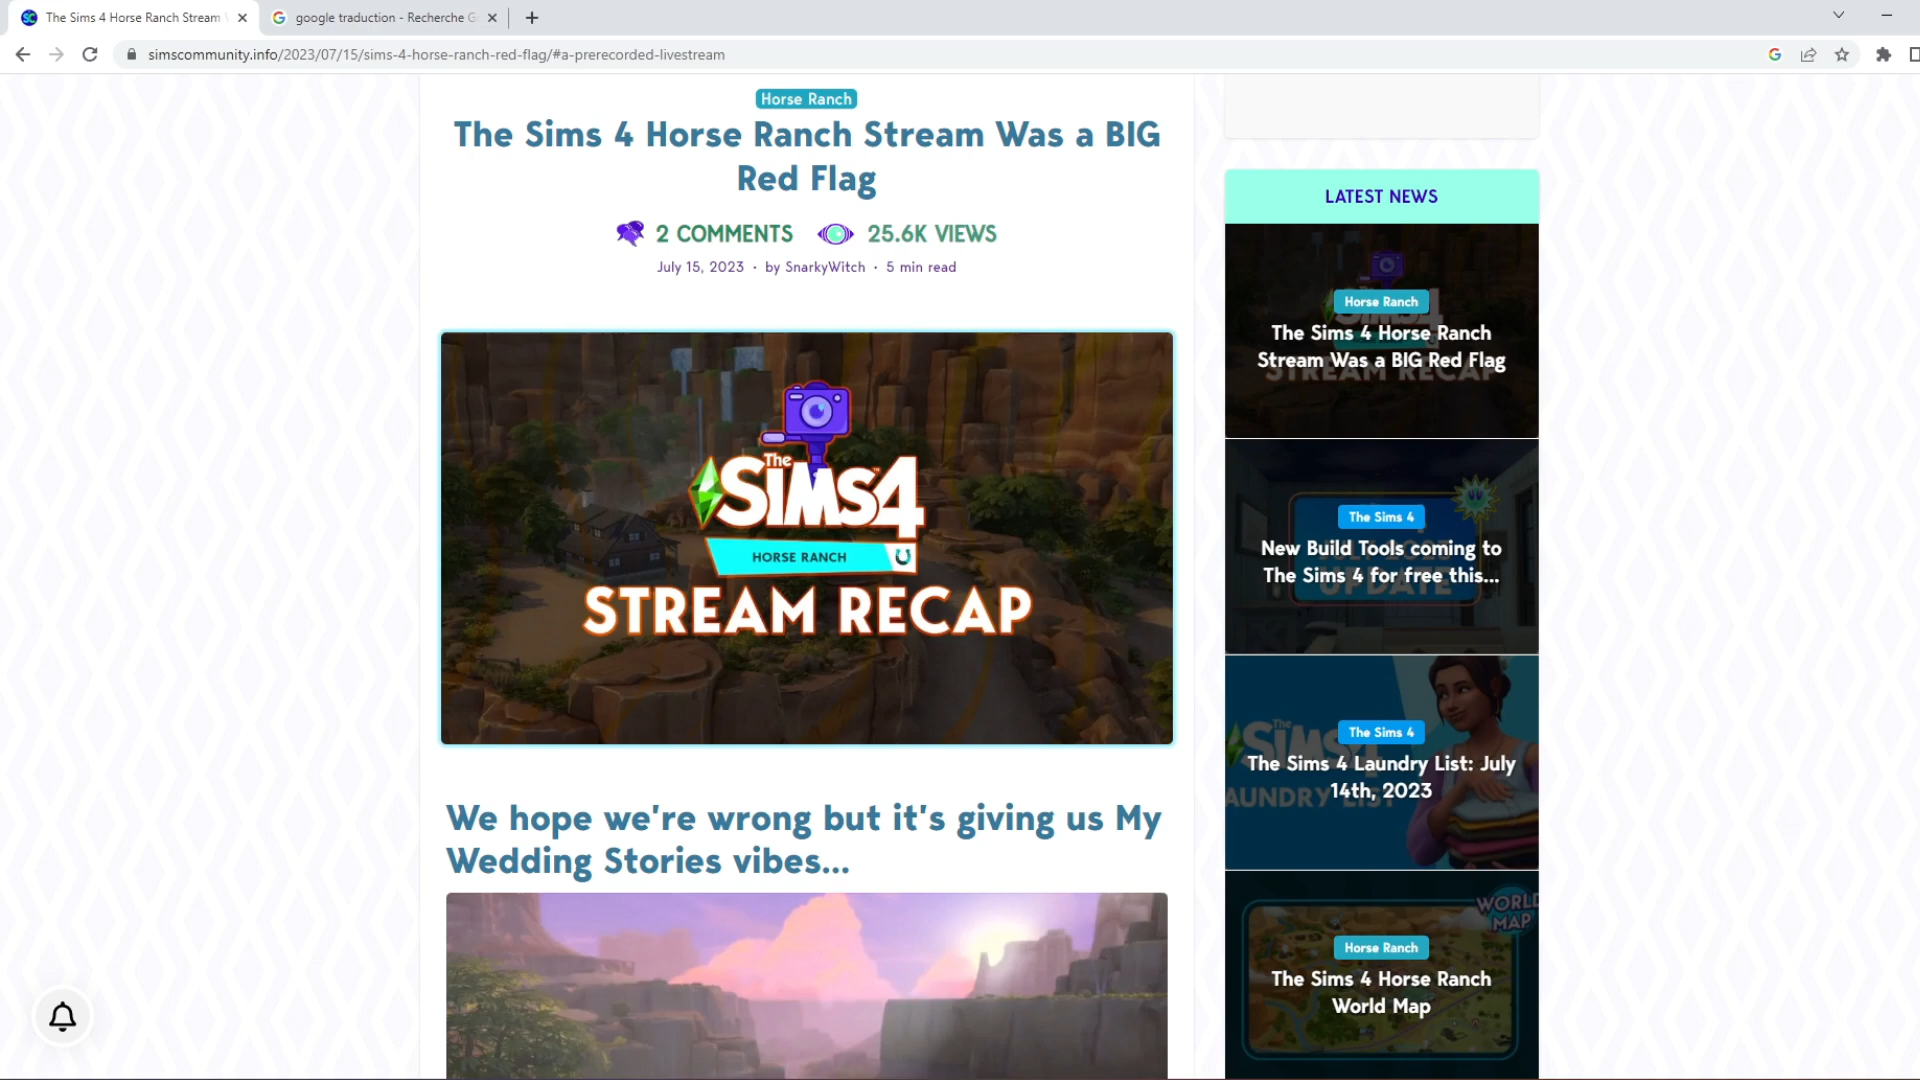 The Sims 4 Horse Ranch Stream
google traduction - Recherche G
simscommunity.info/2023/07/15/sims-4-horse-ranch-red-flag/#a-prerecorded-livestream
Horse Ranch
The Sims 4 Horse Ranch Stream Was a BIG
Red Flag
2 COMMENTS 25.6K VIEWS
July 15, 2023 · by SnarkyWitch · 5 min read
The
SiMS4
HORSE RANCH
STREAM RECAP
We hope we're wrong but it's giving us My
Wedding Stories vibes...
LATEST NEWS
Horse Ranch
The Sims 4 Horse Ranch
Stream Was a BIG Red Flag
STREAM RECAP
The Sims 4
New Build Tools coming to
The Sims 4 for free this...
UPDATE
The Sims 4
The Sims 4 Laundry List: July
14th, 2023
WORLD
MAP
Horse Ranch
The Sims 4 Horse Ranch
World Map